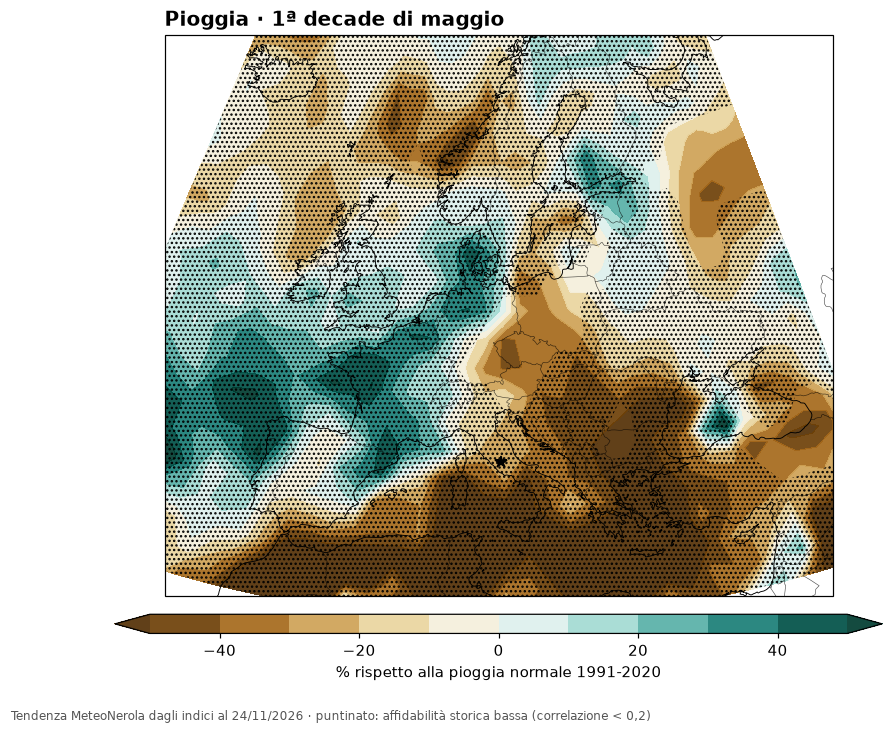 Pioggia · 1ª decade di maggio
−40 −20 0 20 40
% rispetto alla pioggia normale 1991-2020
Tendenza MeteoNerola dagli indici al 24/11/2026 · puntinato: affidabilità storica bassa (correlazione < 0,2)